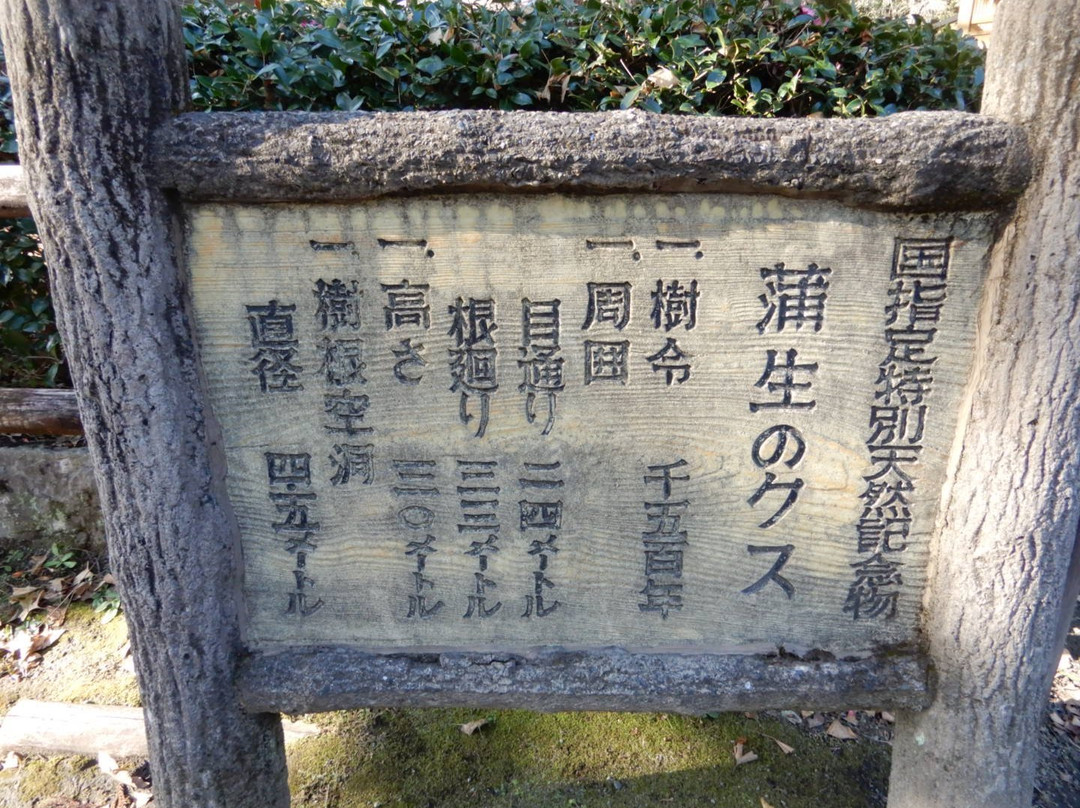 国指定特別天然記念物
蒲生のクス
一.樹令 千五百年
一.周囲
目通り 二四メートル
根廻り 三三メートル
一.高さ 三〇メートル
一.樹根空洞
直径 四・五メートル